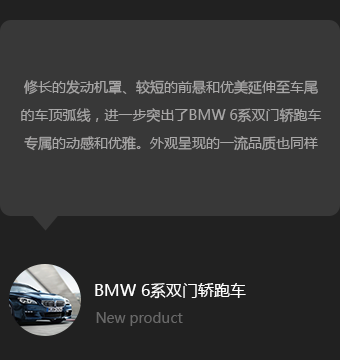 修长的发动机罩、较短的前悬和优美延伸至车尾
的车顶弧线，进一步突出了BMW 6系双门轿跑车
专属的动感和优雅。外观呈现的一流品质也同样
BMW 6系双门轿跑车
New product